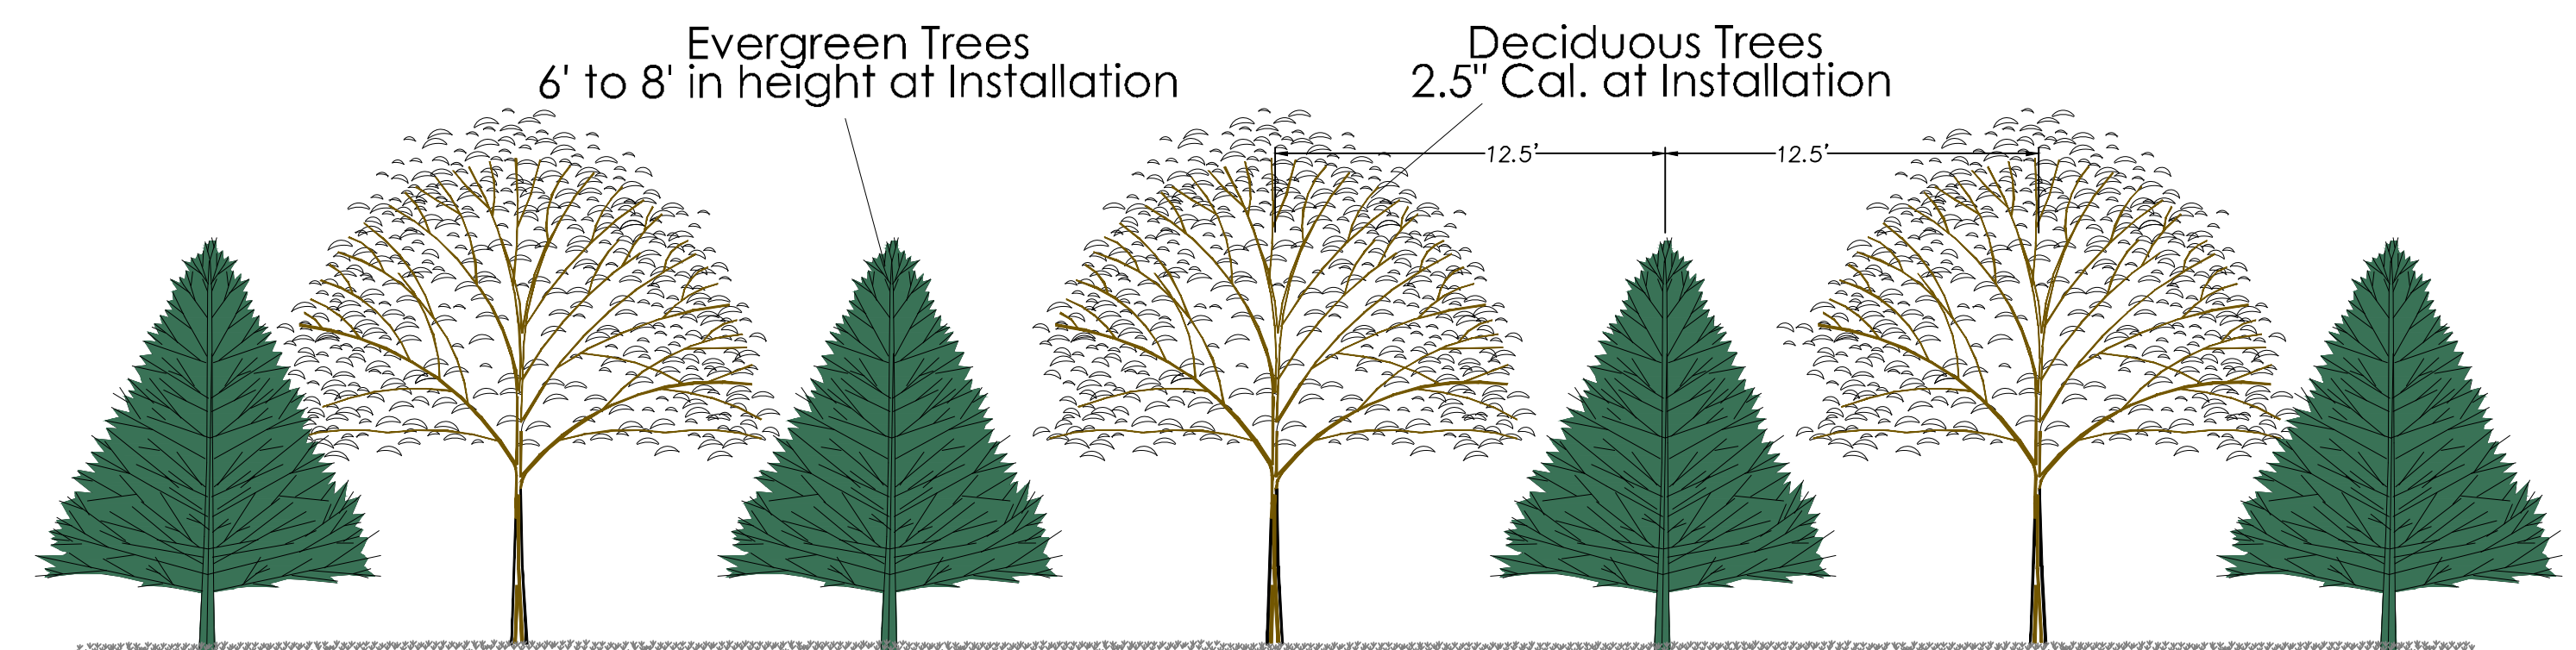 Evergreen Trees
6' to 8' in height at Installation
Deciduous Trees
2.5" Cal. at Installation
12.5'
12.5'